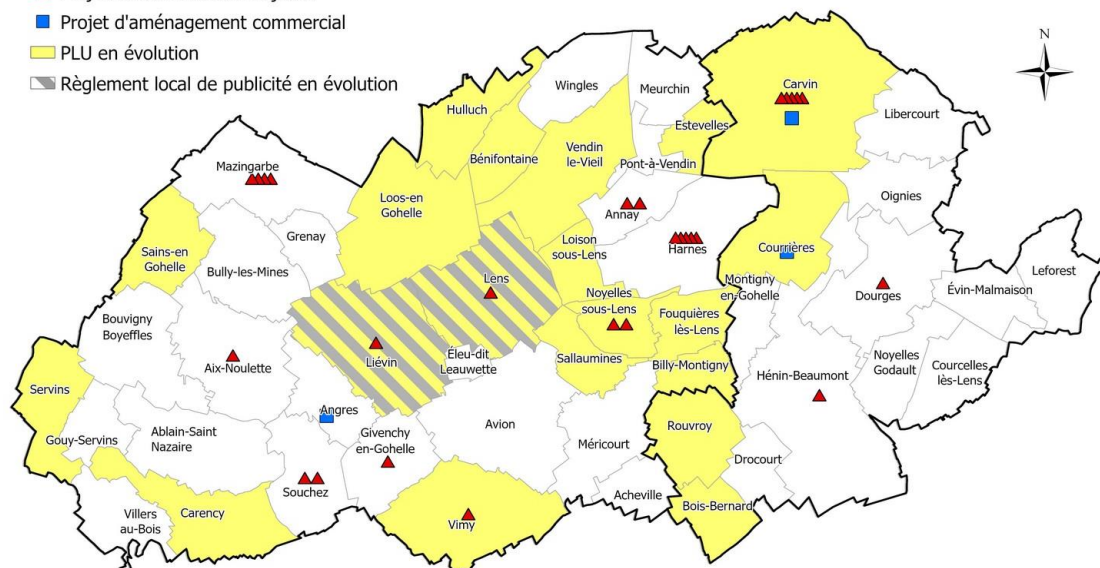 Projet d'aménagement commercial
PLU en évolution
Règlement local de publicité en évolution
N
Wingles
Meurchin
Carvin
Libercourt
Hulluch
Estevelles
Bénifontaine
Vendin
le-Vieil
Pont-à-Vendin
Mazingarbe
Oignies
Loos-en
Gohelle
Annay
Grenay
Sains-en
Gohelle
Bully-les-Mines
Loison
sous-Lens
Harnes
Courrières
Leforest
Lens
Montigny
en-Gohelle
Dourges
Évin-Malmaison
Bouvigny
Boyeffles
Noyelles
sous-Lens
Fouquières
lès-Lens
Liévin
Éleu-dit
Leauwette
Sallaumines
Billy-Montigny
Noyelles
Godault
Courcelles
lès-Lens
Aix-Noulette
Hénin-Beaumont
Servins
Angres
Gouy-Servins
Ablain-Saint
Nazaire
Givenchy
en-Gohelle
Avion
Méricourt
Rouvroy
Drocourt
Souchez
Acheville
Villers
au-Bois
Carency
Vimy
Bois-Bernard